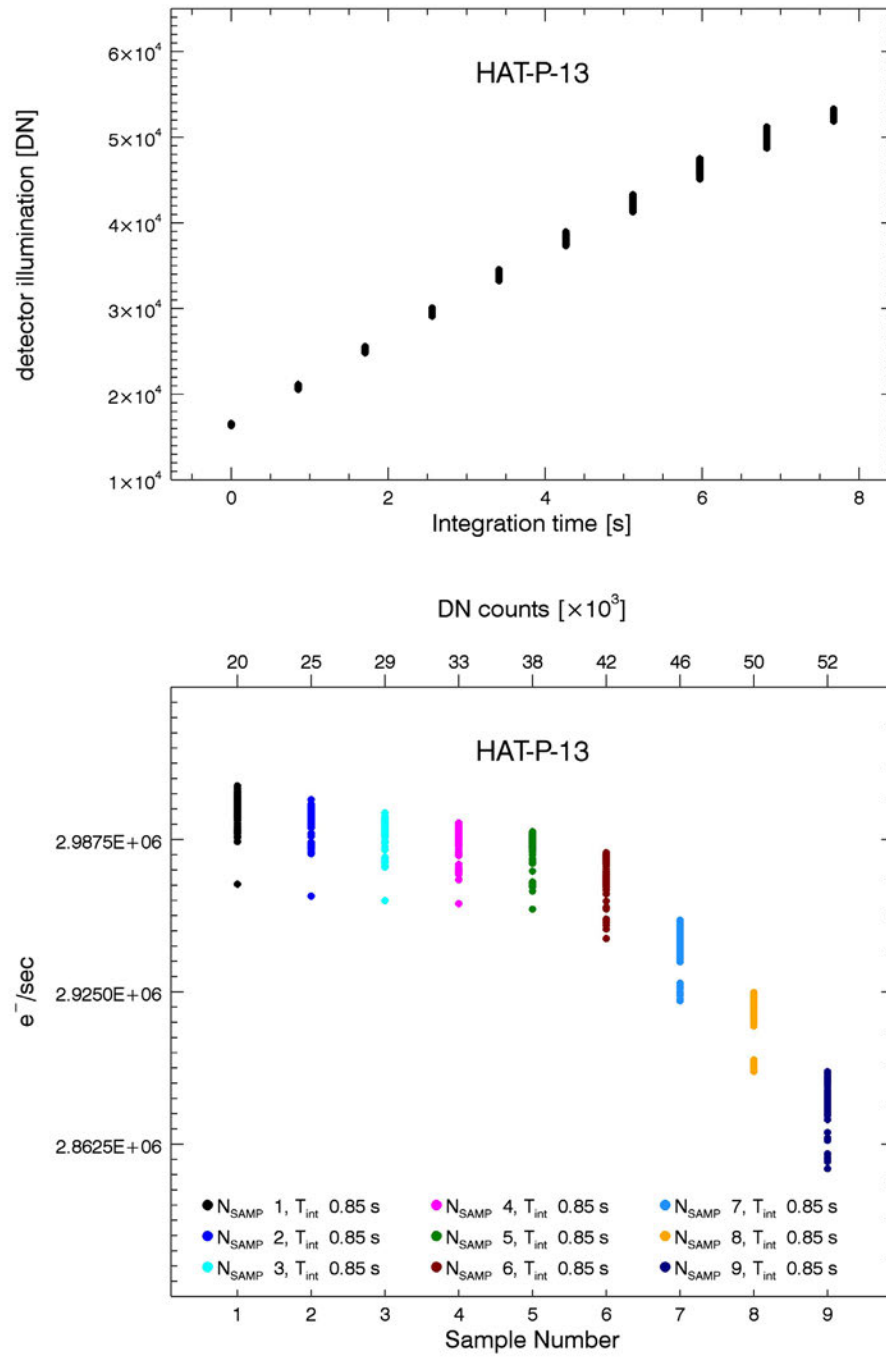 HAT-P-13
detector illumination [DN]
6×10⁴
5×10⁴
4×10⁴
3×10⁴
2×10⁴
1×10⁴
0 2 4 6 8
Integration time [s]
DN counts [×10³]
20 25 29 33 38 42 46 50 52
HAT-P-13
e⁻/sec
2.9875E+06
2.9250E+06
2.8625E+06
N_SAMP 1, T_int 0.85 s N_SAMP 4, T_int 0.85 s N_SAMP 7, T_int 0.85 s
N_SAMP 2, T_int 0.85 s N_SAMP 5, T_int 0.85 s N_SAMP 8, T_int 0.85 s
N_SAMP 3, T_int 0.85 s N_SAMP 6, T_int 0.85 s N_SAMP 9, T_int 0.85 s
1 2 3 4 5 6 7 8 9
Sample Number